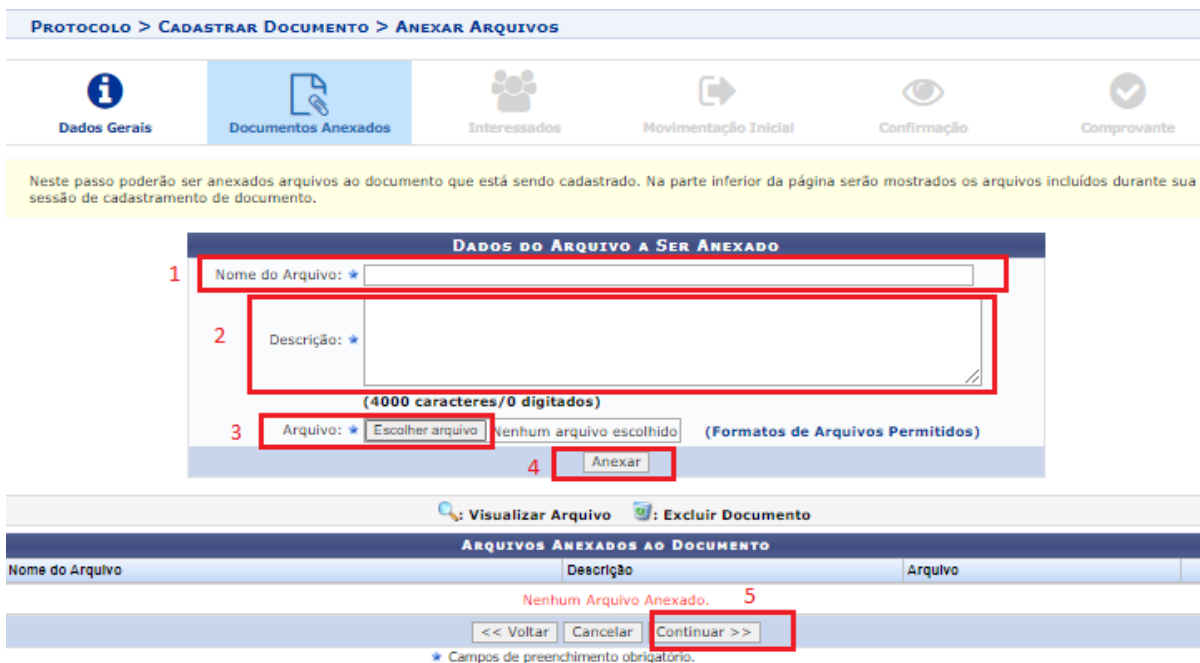 PROTOCOLO > CADASTRAR DOCUMENTO > ANEXAR ARQUIVOS
Dados Gerais
Documentos Anexados
Interessados
Movimentação Inicial
Confirmação
Comprovante
Neste passo poderão ser anexados arquivos ao documento que está sendo cadastrado. Na parte inferior da página serão mostrados os arquivos incluídos durante sua
sessão de cadastramento de documento.
DADOS DO ARQUIVO A SER ANEXADO
1 Nome do Arquivo: ★
2 Descrição: ★
(4000 caracteres/0 digitados)
3 Arquivo: ★ Escolher arquivo Nenhum arquivo escolhido (Formatos de Arquivos Permitidos)
4 Anexar
: Visualizar Arquivo : Excluir Documento
ARQUIVOS ANEXADOS AO DOCUMENTO
Nome do Arquivo Descrição Arquivo
Nenhum Arquivo Anexado. 5
<< Voltar Cancelar Continuar >>
★ Campos de preenchimento obrigatório.